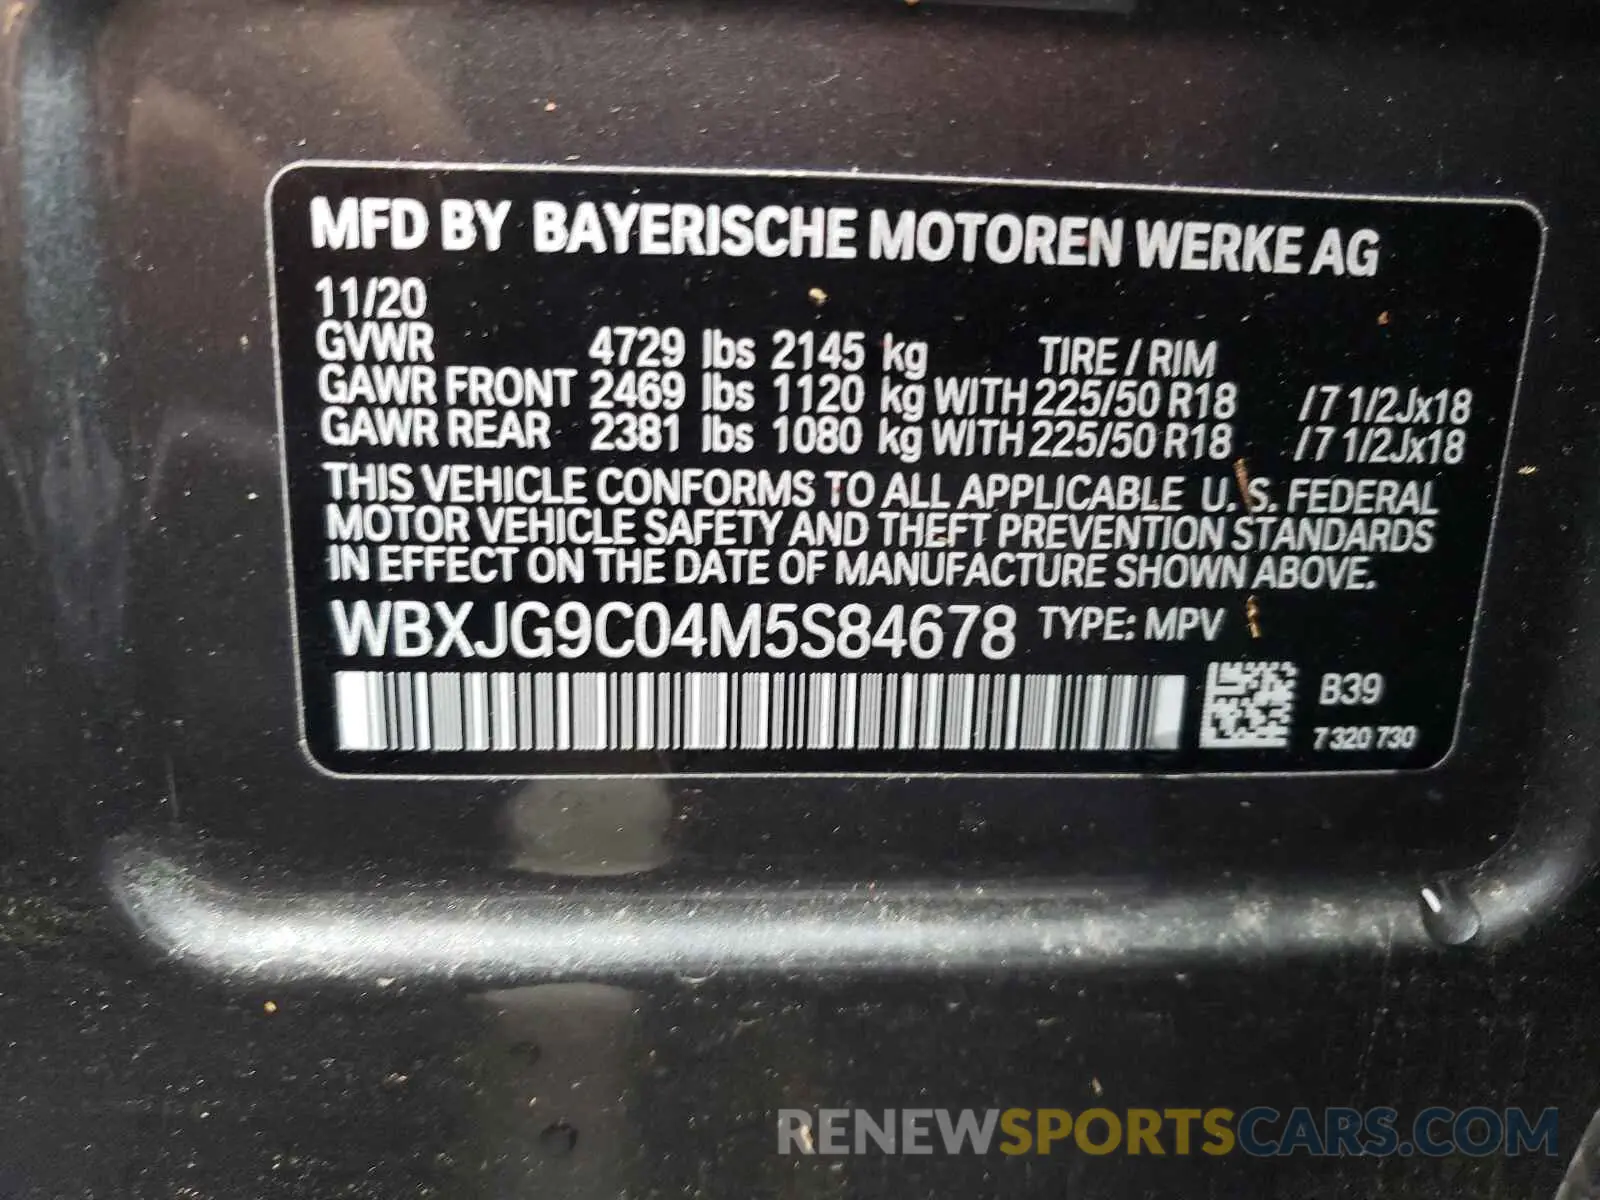 MFD BY BAYERISCHE MOTOREN WERKE AG
11/20
GVWR 4729 lbs 2145 kg TIRE / RIM
GAWR FRONT 2469 lbs 1120 kg WITH 225/50 R18 /7 1/2Jx18
GAWR REAR 2381 lbs 1080 kg WITH 225/50 R18 /7 1/2Jx18
THIS VEHICLE CONFORMS TO ALL APPLICABLE U.S. FEDERAL
MOTOR VEHICLE SAFETY AND THEFT PREVENTION STANDARDS
IN EFFECT ON THE DATE OF MANUFACTURE SHOWN ABOVE.
WBXJG9C04M5S84678 TYPE: MPV
B39
7 320 730
RENEWSPORTSCARS.COM